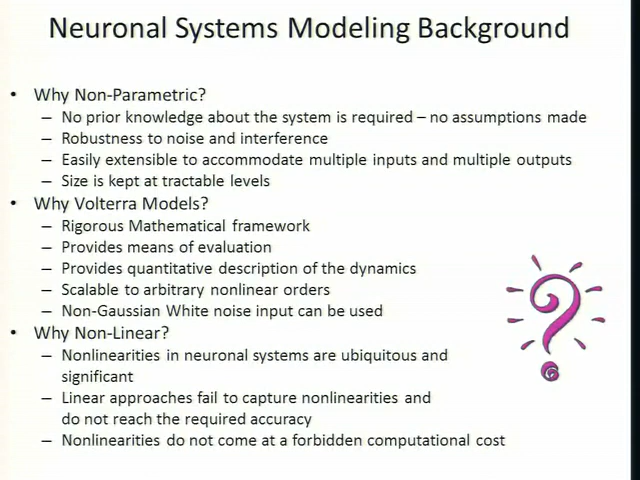 Neuronal Systems Modeling Background
• Why Non-Parametric?
– No prior knowledge about the system is required – no assumptions made
– Robustness to noise and interference
– Easily extensible to accommodate multiple inputs and multiple outputs
– Size is kept at tractable levels
• Why Volterra Models?
– Rigorous Mathematical framework
– Provides means of evaluation
– Provides quantitative description of the dynamics
– Scalable to arbitrary nonlinear orders
– Non-Gaussian White noise input can be used
• Why Non-Linear?
– Nonlinearities in neuronal systems are ubiquitous and
significant
– Linear approaches fail to capture nonlinearities and
do not reach the required accuracy
– Nonlinearities do not come at a forbidden computational cost
?